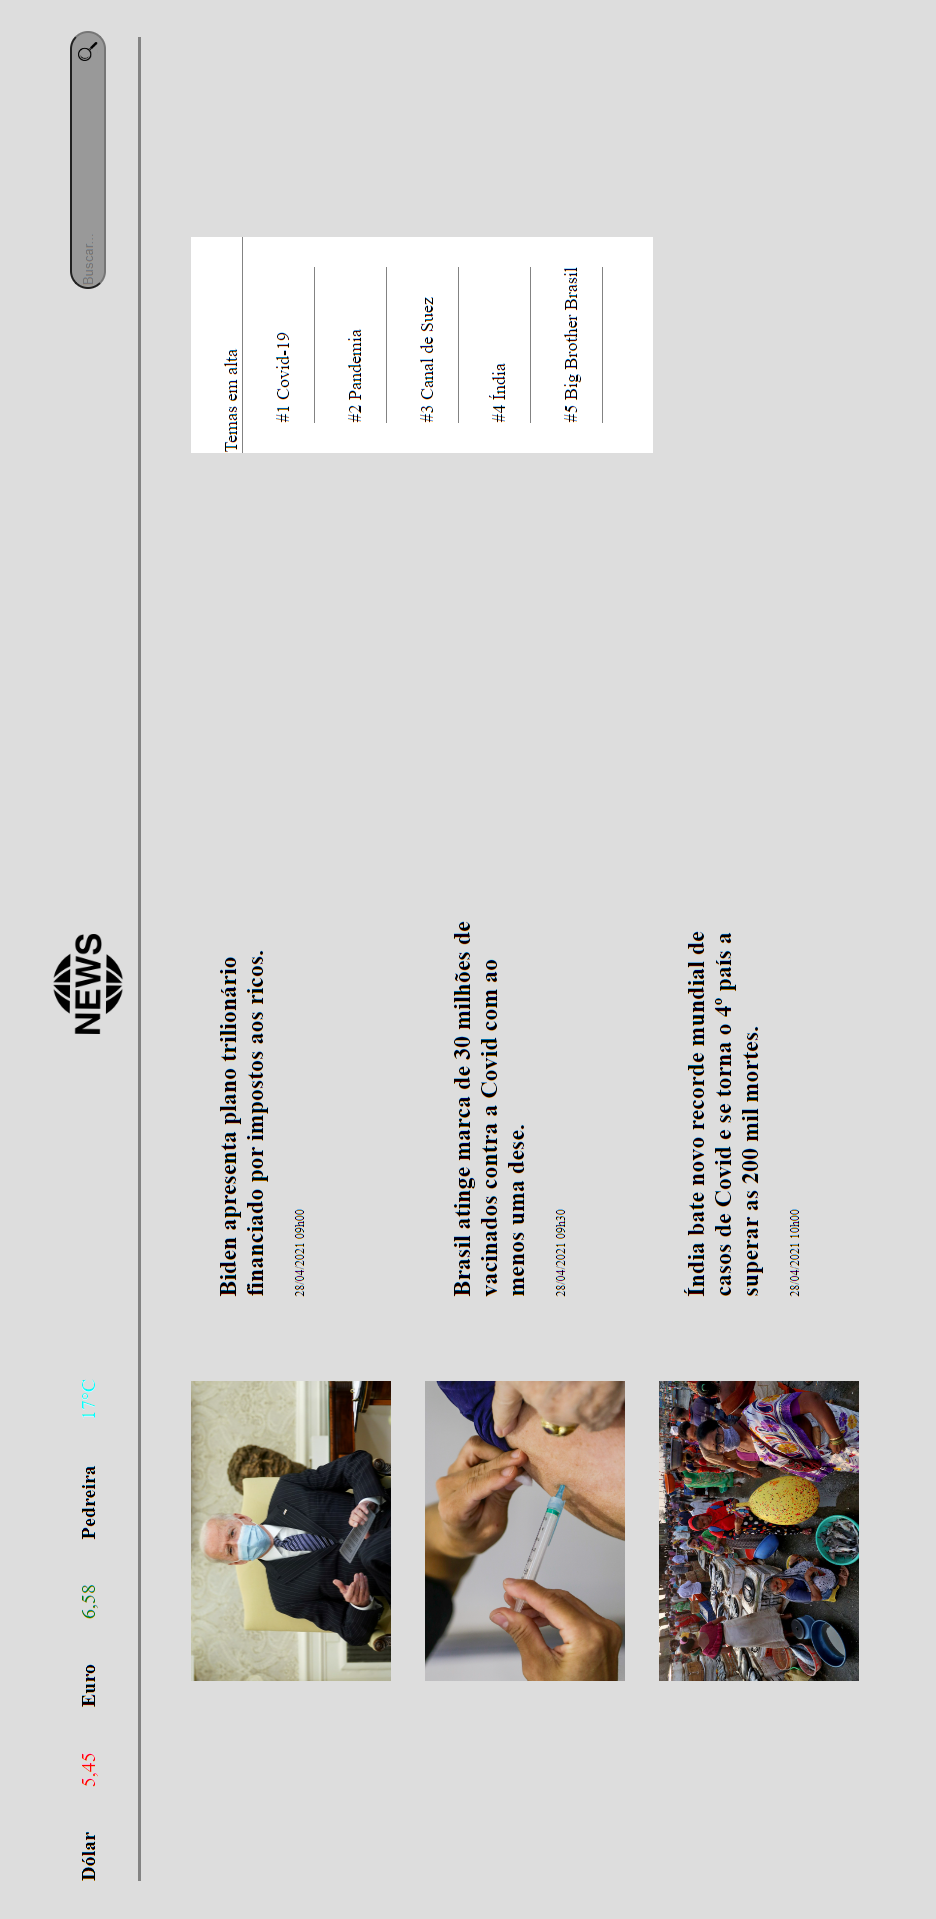 Dólar 5,45 Euro 6,58 Pedreira 17°C
NEWS
Buscar...
Biden apresenta plano trilionário
financiado por impostos aos ricos.
28/04/2021 09h00
Brasil atinge marca de 30 milhões de
vacinados contra a Covid com ao
menos uma dese.
28/04/2021 09h30
Índia bate novo recorde mundial de
casos de Covid e se torna o 4º país a
superar as 200 mil mortes.
28/04/2021 10h00
Temas em alta
#1 Covid-19
#2 Pandemia
#3 Canal de Suez
#4 Índia
#5 Big Brother Brasil